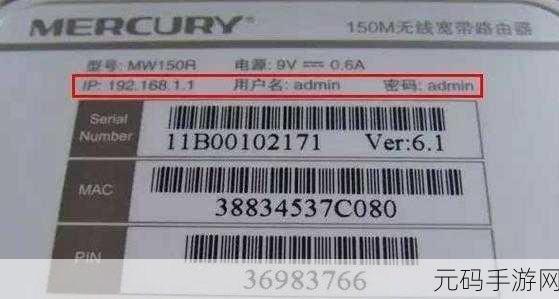 MERCURY® 150M无线宽带路由器
型号: MW150R 电源: 9V ⎓ 0.6A
IP: 192.168.1.1 用户名: admin 密码: admin
Serial Number
11B00102171 Ver:6.1
MAC
38834537C080
PIN
36983766
元码手游网